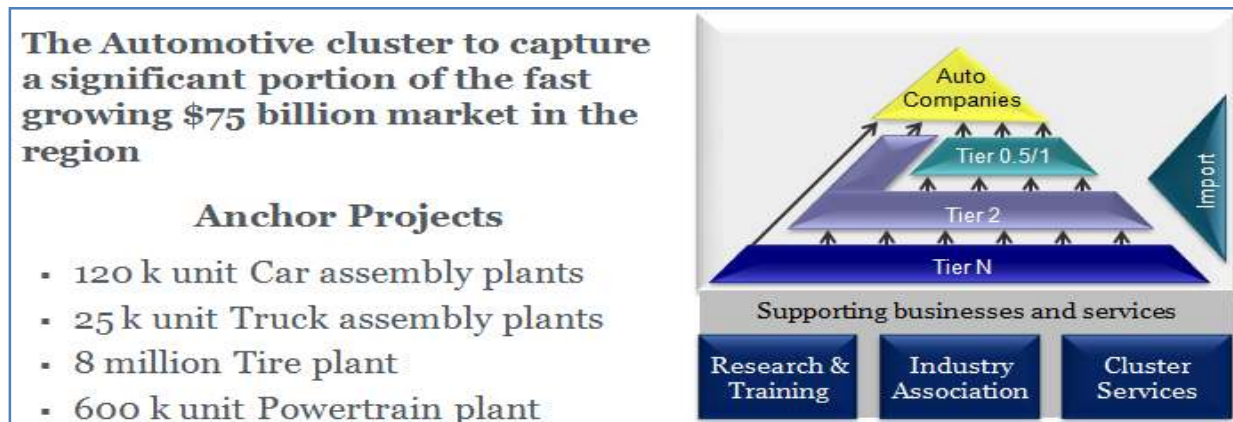 The Automotive cluster to capture
a significant portion of the fast
growing $75 billion market in the
region
Anchor Projects
▪ 120 k unit Car assembly plants
▪ 25 k unit Truck assembly plants
▪ 8 million Tire plant
▪ 600 k unit Powertrain plant
Auto
Companies
Tier 0.5/1
Tier 2
Tier N
Import
Supporting businesses and services
Research &
Training
Industry
Association
Cluster
Services